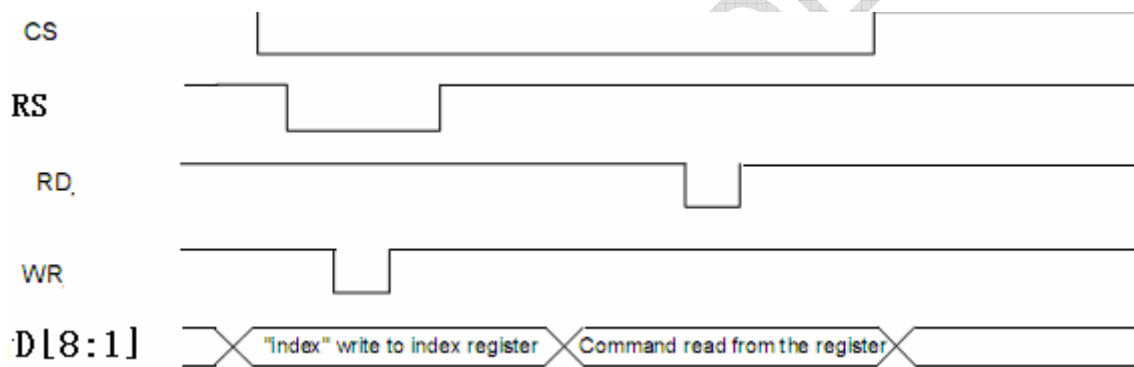 CS
RS
RD
WR
D[8:1]
"index" write to index register
Command read from the register